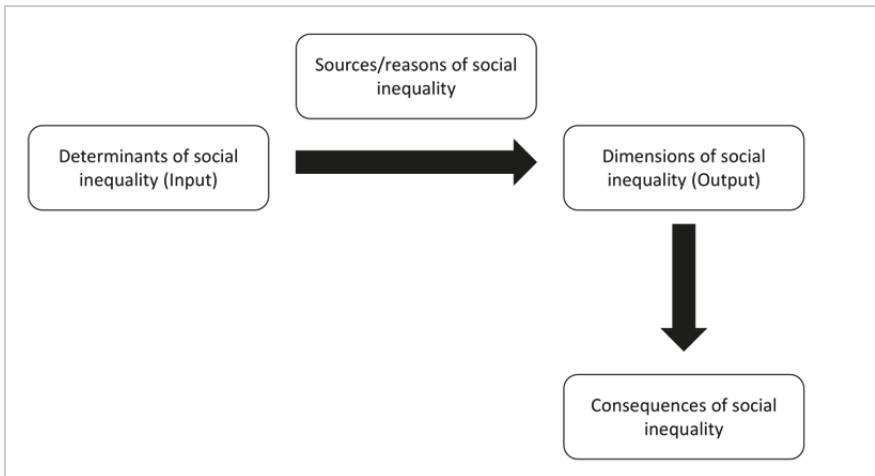 Sources/reasons of social
inequality
Determinants of social
inequality (Input)
Dimensions of social
inequality (Output)
Consequences of social
inequality